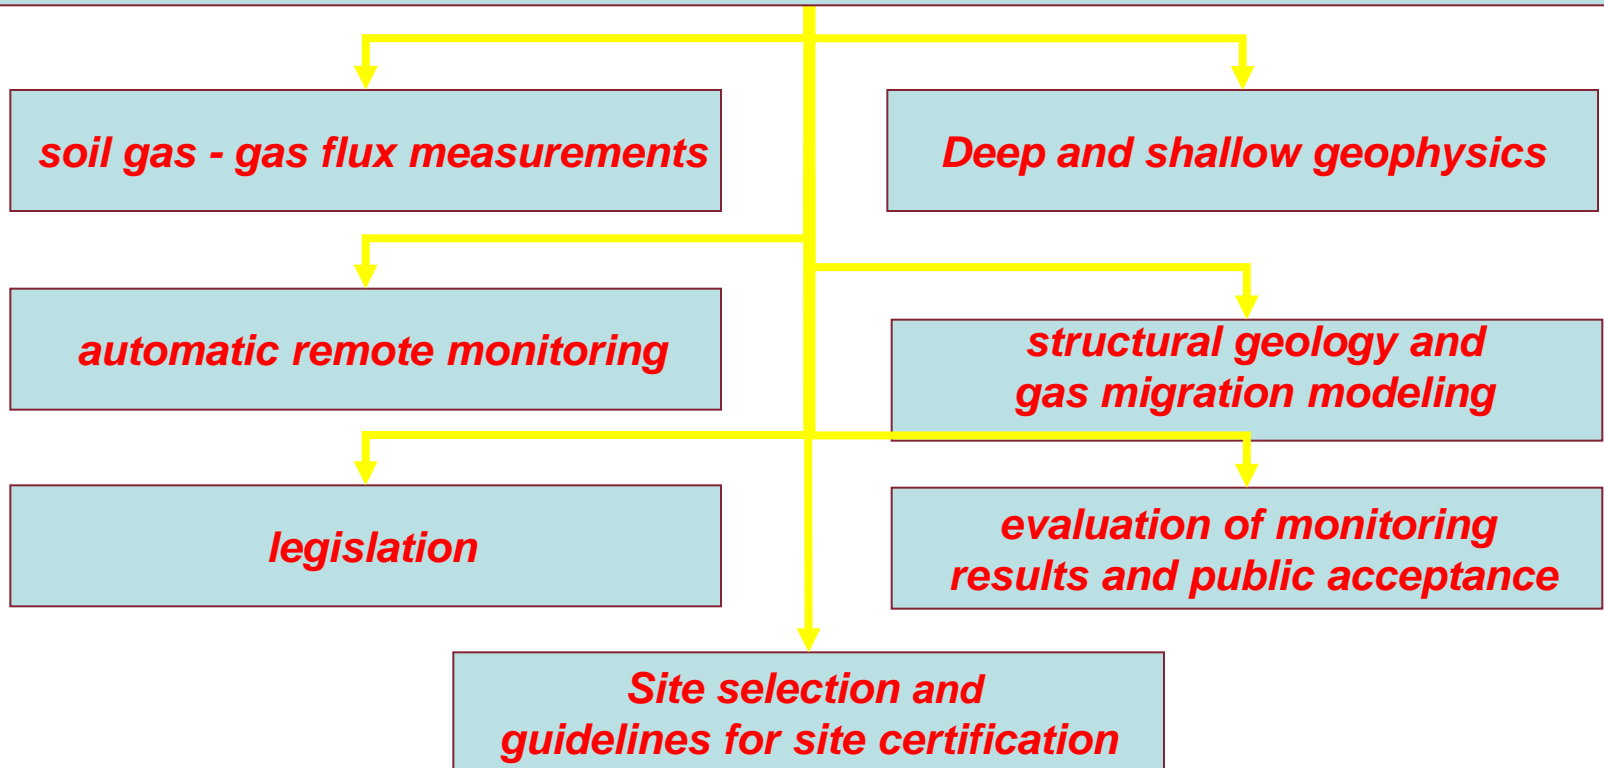 soil gas - gas flux measurements
Deep and shallow geophysics
automatic remote monitoring
structural geology and
gas migration modeling
legislation
evaluation of monitoring
results and public acceptance
Site selection and
guidelines for site certification